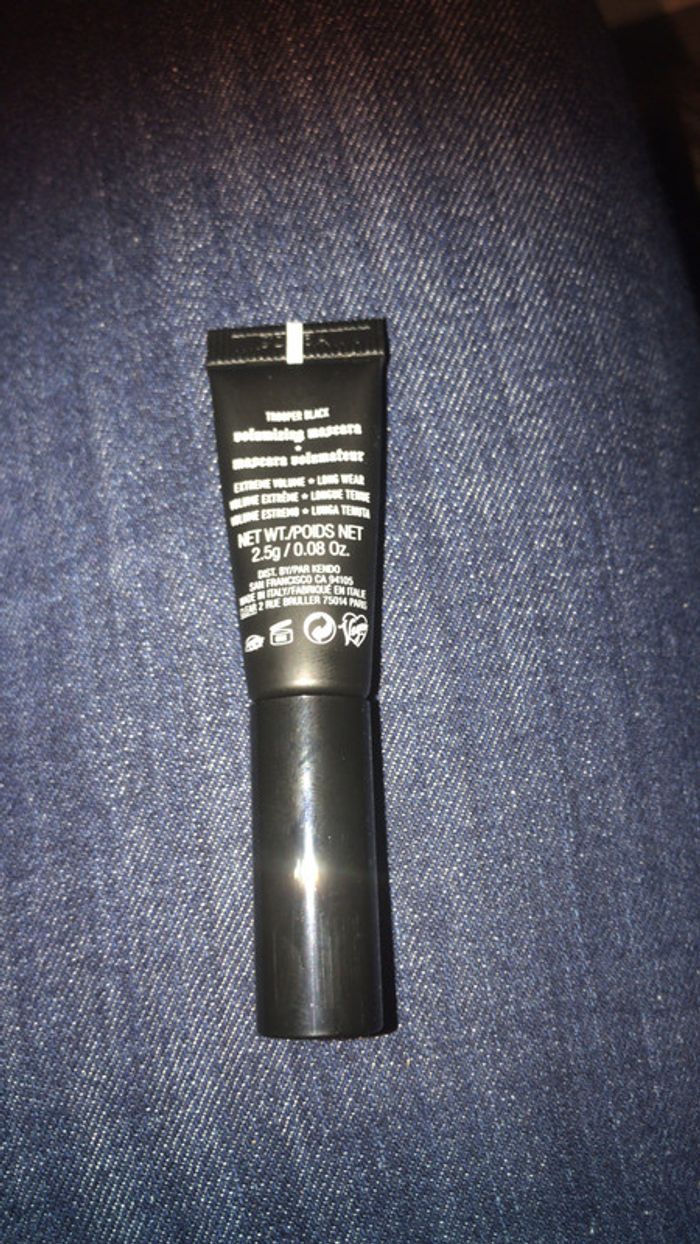 TROOPER BLACK
volumizing mascara
mascara volumateur
EXTREME VOLUME • LONG WEAR
VOLUME EXTRÊME • LONGUE TENUE
VOLUME ESTREMO • LUNGA TENUTA
NET WT./POIDS NET
2.5g / 0.08 Oz.
DIST. BY/PAR KENDO
SAN FRANCISCO CA 94105
MADE IN ITALY/FABRIQUÉ EN ITALIE
2 RUE BRULLER 75014 PARIS
Vegan